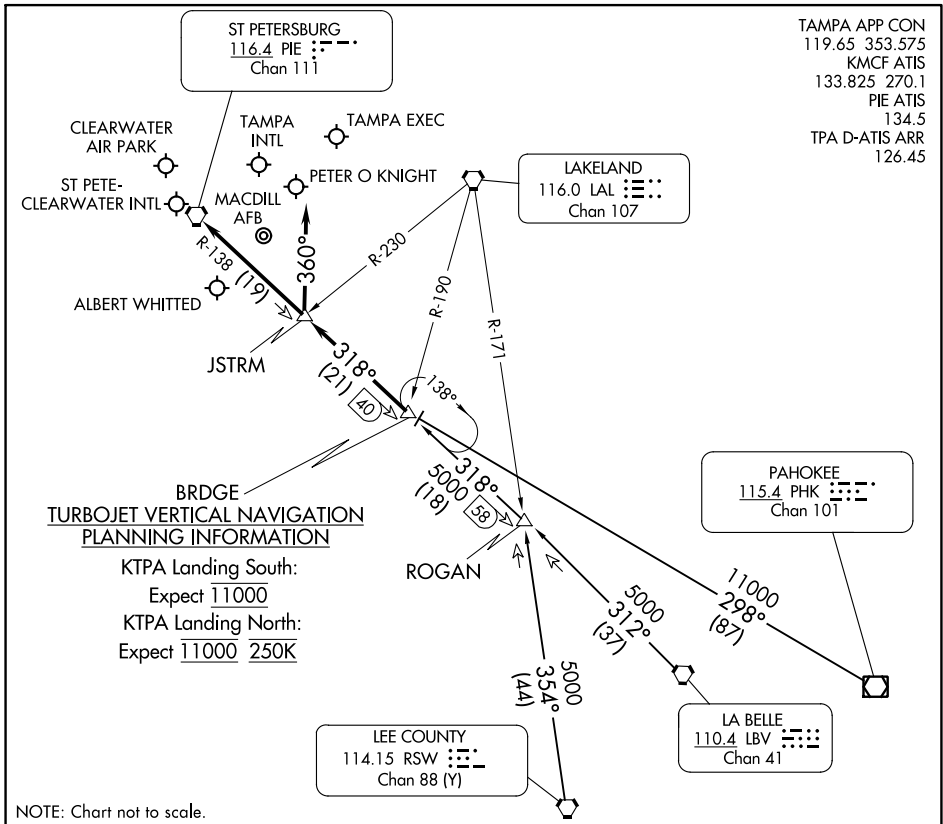 ST PETERSBURG
116.4 PIE
Chan 111
TAMPA APP CON
119.65 353.575
KMCF ATIS
133.825 270.1
PIE ATIS
134.5
TPA D-ATIS ARR
126.45
CLEARWATER
AIR PARK
TAMPA
INTL
TAMPA EXEC
ST PETE-
CLEARWATER INTL
MACDILL
AFB
PETER O KNIGHT
LAKELAND
116.0 LAL
Chan 107
ALBERT WHITTED
R-138
(19)
360°
R-230
R-190
R-171
JSTRM
318°
(21)
40
138°
BRDGE
318°
5000
(18)
58
ROGAN
TURBOJET VERTICAL NAVIGATION
PLANNING INFORMATION
KTPA Landing South:
Expect 11000
KTPA Landing North:
Expect 11000 250K
PAHOKEE
115.4 PHK
Chan 101
11000
298°
(87)
5000
312°
(37)
5000
354°
(44)
LEE COUNTY
114.15 RSW
Chan 88 (Y)
LA BELLE
110.4 LBV
Chan 41
NOTE: Chart not to scale.